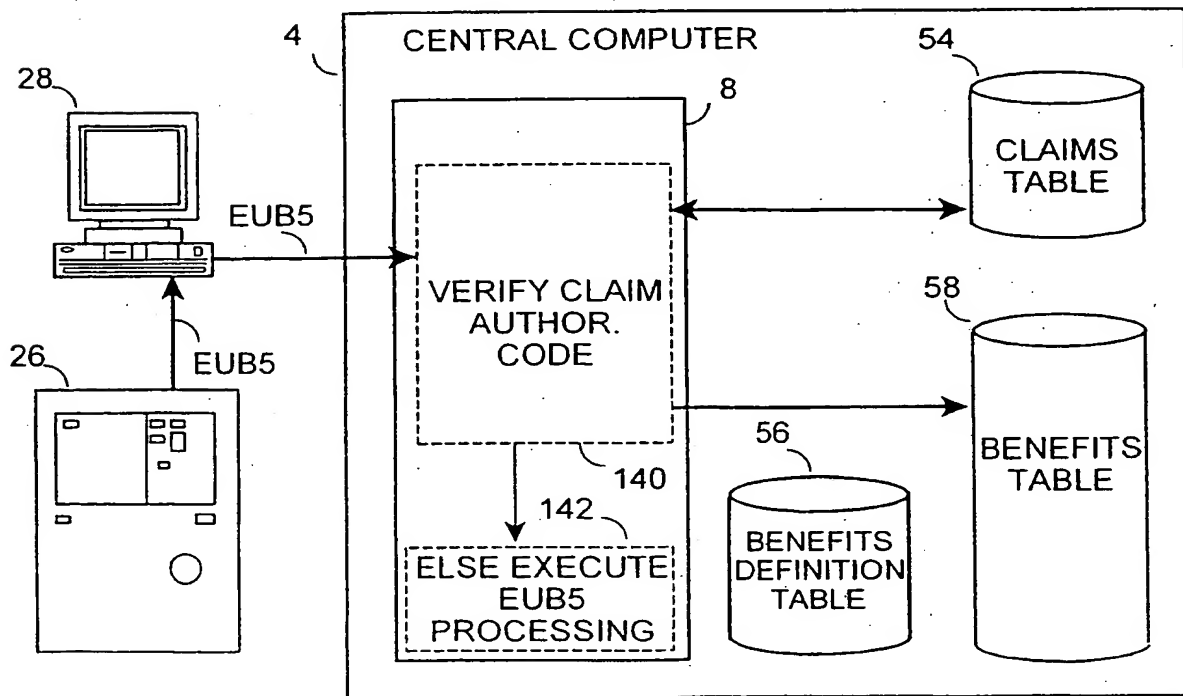 4
CENTRAL COMPUTER
54
28
8
CLAIMS
TABLE
EUB5
VERIFY CLAIM
AUTHOR.
CODE
58
26
EUB5
56
BENEFITS
TABLE
140
142
BENEFITS
DEFINITION
TABLE
ELSE EXECUTE
EUB5
PROCESSING